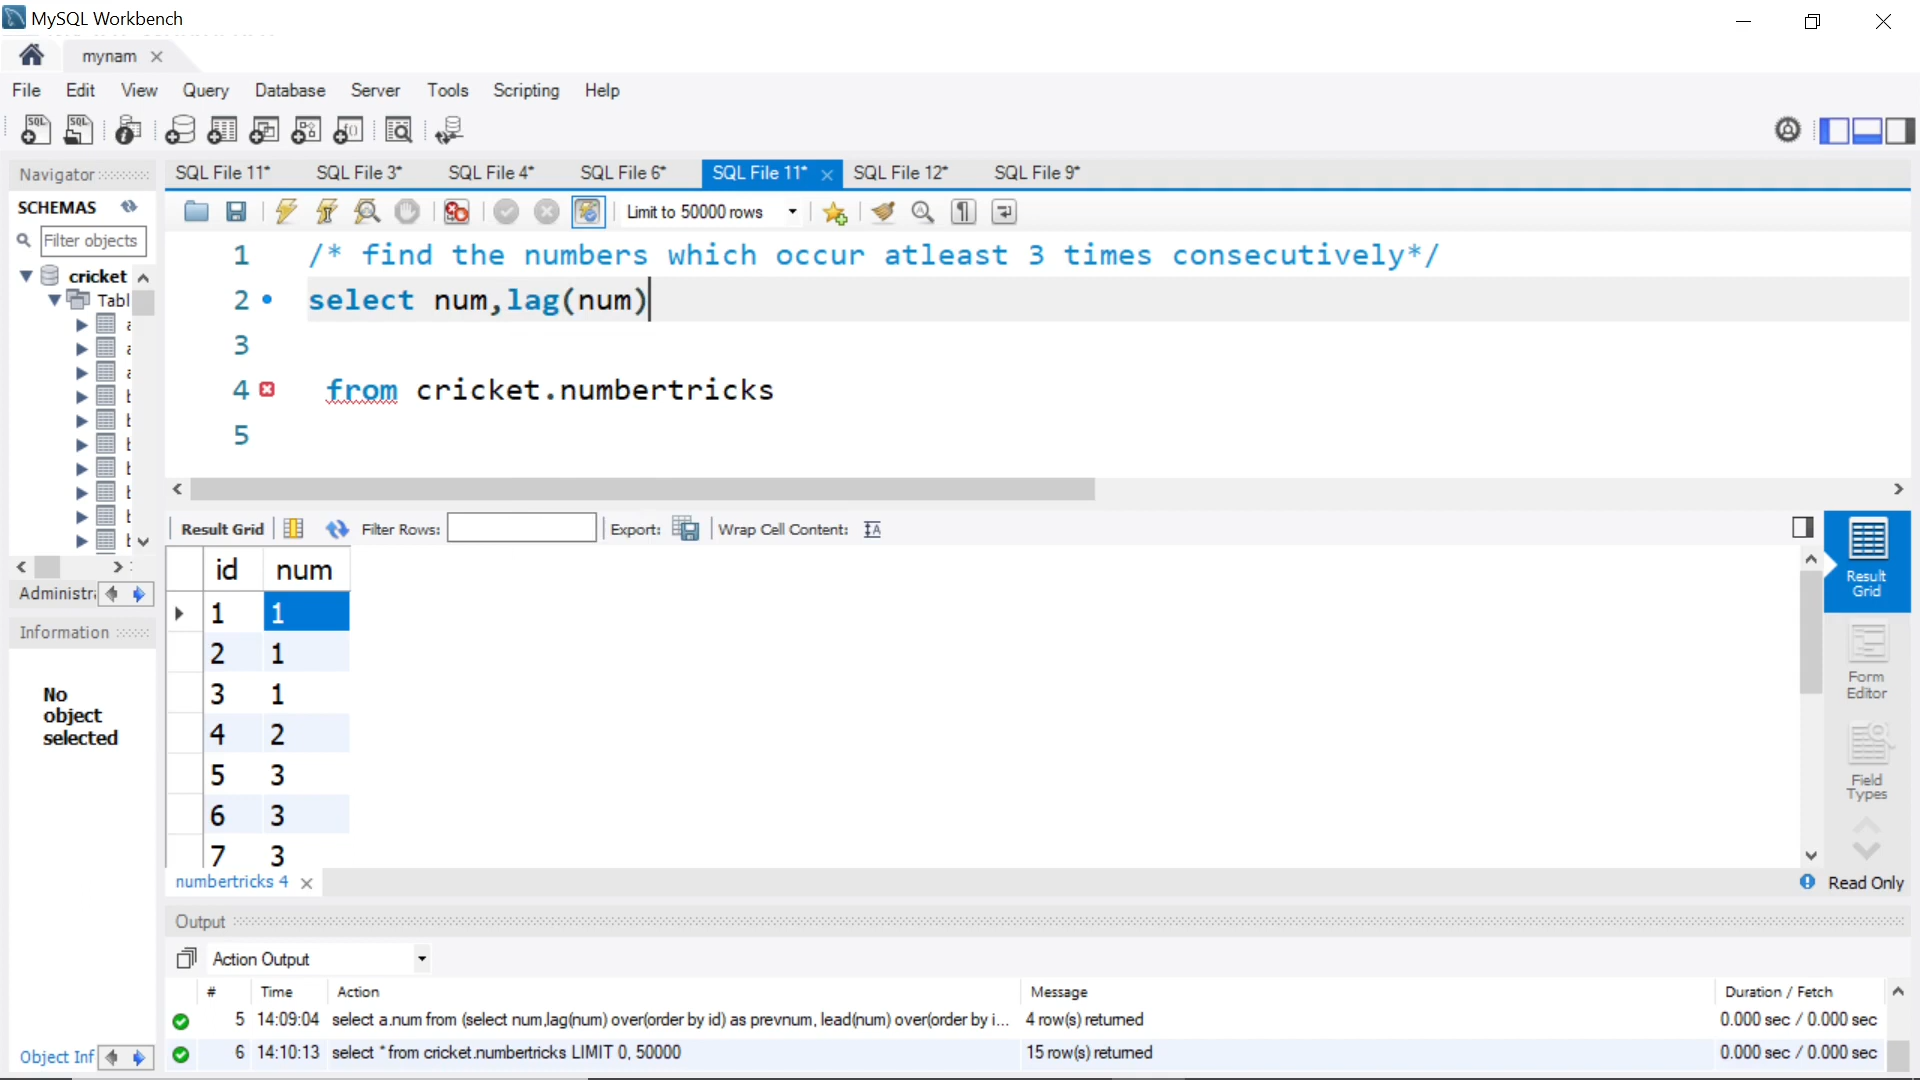 MySQL Workbench
mynam
File Edit View Query Database Server Tools Scripting Help
Navigator
SQL File 11* SQL File 3* SQL File 4* SQL File 6* SQL File 11* SQL File 12* SQL File 9*
SCHEMAS
Limit to 50000 rows
Filter objects
cricket
Tabl
1 /* find the numbers which occur atleast 3 times consecutively*/
2 select num,lag(num)
3
4 from cricket.numbertricks
5
Result Grid Filter Rows: Export: Wrap Cell Content:
id num
1 1
2 1
3 1
4 2
5 3
6 3
7 3
Result Grid
Form Editor
Field Types
Administr
Information
No object selected
numbertricks 4
Read Only
Output
Action Output
# Time Action Message Duration / Fetch
5 14:09:04 select a.num from (select num,lag(num) over(order by id) as prevnum, lead(num) over(order by i... 4 row(s) returned 0.000 sec / 0.000 sec
6 14:10:13 select * from cricket.numbertricks LIMIT 0, 50000 15 row(s) returned 0.000 sec / 0.000 sec
Object Inf